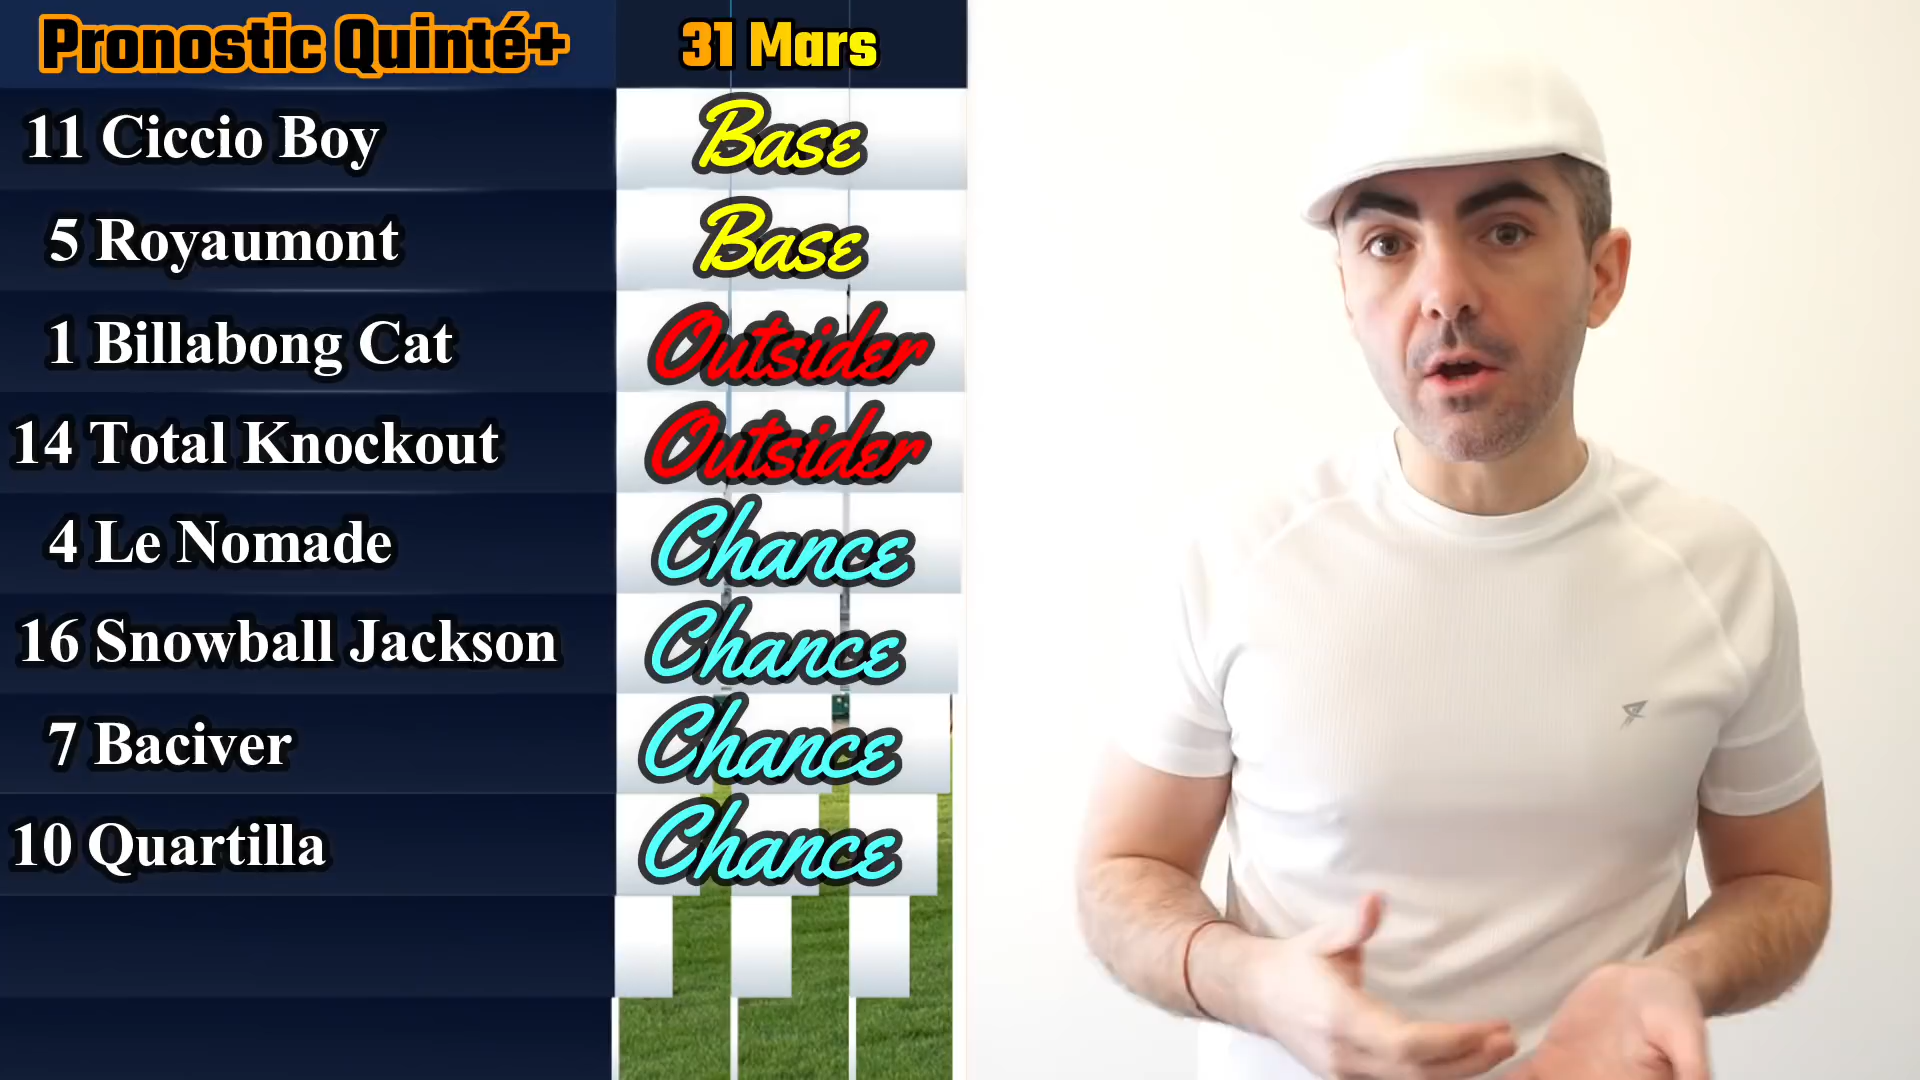 Pronostic Quinté+ 31 Mars
11 Ciccio Boy Base
5 Royaumont Base
1 Billabong Cat Outsider
14 Total Knockout Outsider
4 Le Nomade Chance
16 Snowball Jackson Chance
7 Baciver Chance
10 Quartilla Chance